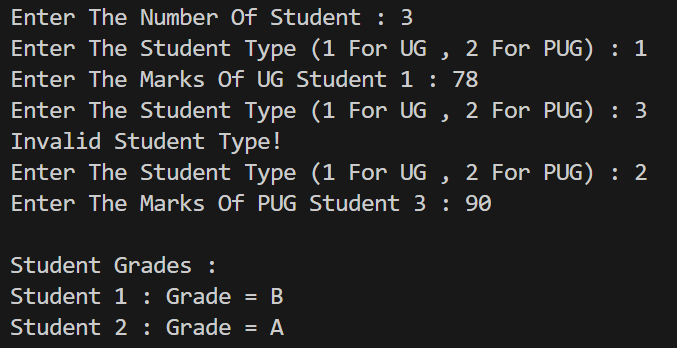 Enter The Number Of Student : 3
Enter The Student Type (1 For UG , 2 For PUG) : 1
Enter The Marks Of UG Student 1 : 78
Enter The Student Type (1 For UG , 2 For PUG) : 3
Invalid Student Type!
Enter The Student Type (1 For UG , 2 For PUG) : 2
Enter The Marks Of PUG Student 3 : 90

Student Grades :
Student 1 : Grade = B
Student 2 : Grade = A